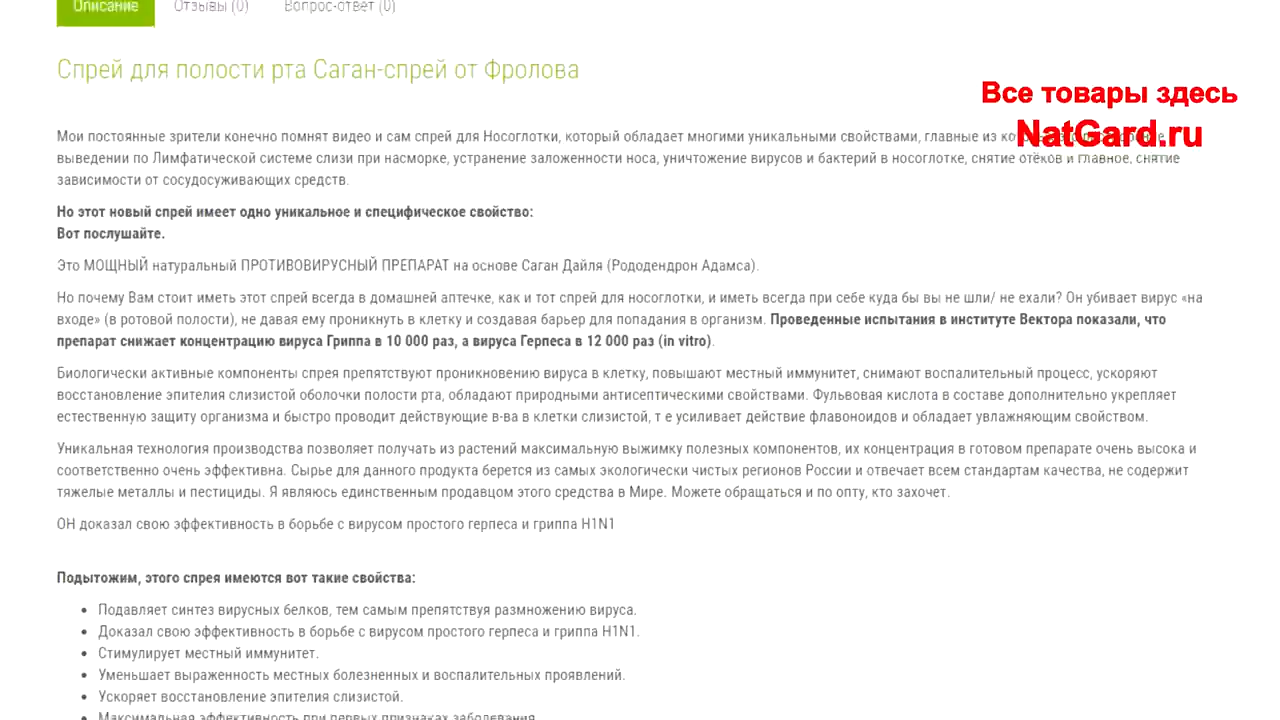 Описание Отзывы (0) Вопрос-ответ (0)
Спрей для полости рта Саган-спрей от Фролова
Все товары здесь
NatGard.ru
Мои постоянные зрители конечно помнят видео и сам спрей для Носоглотки, который обладает многими уникальными свойствами, главные из
выведении по Лимфатической системе слизи при насморке, устранение заложенности носа, уничтожение вирусов и бактерий в носоглотке, снятие отёков и главное, снятие
зависимости от сосудосуживающих средств.
Но этот новый спрей имеет одно уникальное и специфическое свойство:
Вот послушайте.
Это МОЩНЫЙ натуральный ПРОТИВОВИРУСНЫЙ ПРЕПАРАТ на основе Саган Дайля (Рододендрон Адамса).
Но почему Вам стоит иметь этот спрей всегда в домашней аптечке, как и тот спрей для носоглотки, и иметь всегда при себе куда бы вы не шли/ не ехали? Он убивает вирус «на
входе» (в ротовой полости), не давая ему проникнуть в клетку и создавая барьер для попадания в организм. Проведенные испытания в институте Вектора показали, что
препарат снижает концентрацию вируса Гриппа в 10 000 раз, а вируса Герпеса в 12 000 раз (in vitro).
Биологически активные компоненты спрея препятствуют проникновению вируса в клетку, повышают местный иммунитет, снимают воспалительный процесс, ускоряют
восстановление эпителия слизистой оболочки полости рта, обладают природными антисептическими свойствами. Фульвовая кислота в составе дополнительно укрепляет
естественную защиту организма и быстро проводит действующие в-ва в клетки слизистой, т е усиливает действие флавоноидов и обладает увлажняющим свойством.
Уникальная технология производства позволяет получать из растений максимальную выжимку полезных компонентов, их концентрация в готовом препарате очень высока и
соответственно очень эффективна. Сырье для данного продукта берется из самых экологически чистых регионов России и отвечает всем стандартам качества, не содержит
тяжелые металлы и пестициды. Я являюсь единственным продавцом этого средства в Мире. Можете обращаться и по опту, кто захочет.
ОН доказал свою эффективность в борьбе с вирусом простого герпеса и гриппа H1N1
Подытожим, этого спрея имеются вот такие свойства:
• Подавляет синтез вирусных белков, тем самым препятствуя размножению вируса.
• Доказал свою эффективность в борьбе с вирусом простого герпеса и гриппа H1N1.
• Стимулирует местный иммунитет.
• Уменьшает выраженность местных болезненных и воспалительных проявлений.
• Ускоряет восстановление эпителия слизистой.
• Максимальная эффективность при первых признаках заболевания